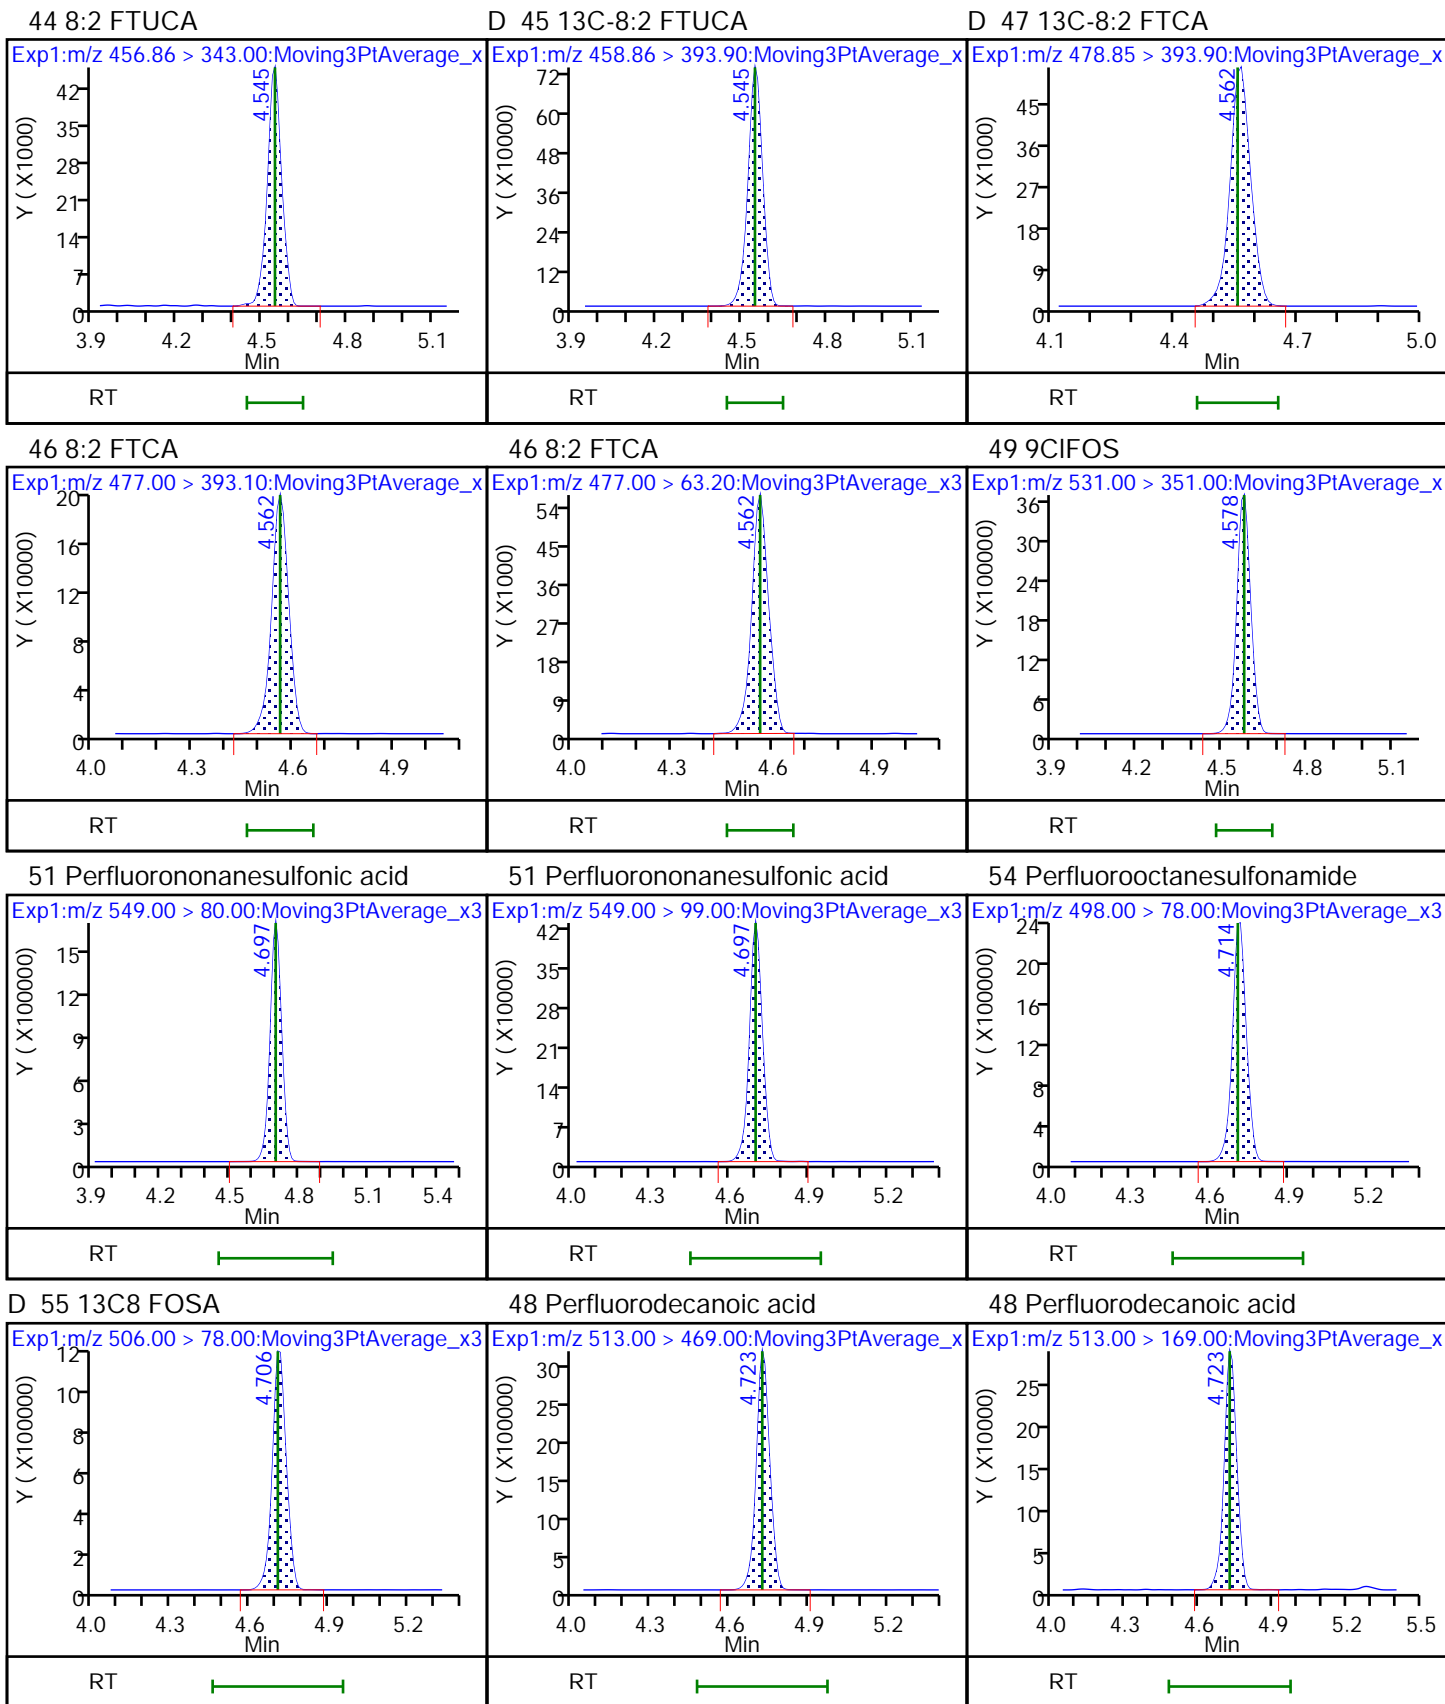 44 8:2 FTUCA
Exp1:m/z 456.86 > 343.00:Moving3PtAverage_x
Y ( X1000)
42
35
28
21
14
7
0
4.545
3.9 4.2 4.5 4.8 5.1
Min
RT
D 45 13C-8:2 FTUCA
Exp1:m/z 458.86 > 393.90:Moving3PtAverage_x
Y ( X10000)
72
60
48
36
24
12
0
4.545
3.9 4.2 4.5 4.8 5.1
Min
RT
D 47 13C-8:2 FTCA
Exp1:m/z 478.85 > 393.90:Moving3PtAverage_x
Y ( X1000)
45
36
27
18
9
0
4.562
4.1 4.4 4.7 5.0
Min
RT
46 8:2 FTCA
Exp1:m/z 477.00 > 393.10:Moving3PtAverage_x
Y ( X10000)
20
16
12
8
4
0
4.562
4.0 4.3 4.6 4.9
Min
RT
46 8:2 FTCA
Exp1:m/z 477.00 > 63.20:Moving3PtAverage_x3
Y ( X1000)
54
45
36
27
18
9
0
4.562
4.0 4.3 4.6 4.9
Min
RT
49 9ClFOS
Exp1:m/z 531.00 > 351.00:Moving3PtAverage_x
Y ( X100000)
36
30
24
18
12
6
0
4.578
3.9 4.2 4.5 4.8 5.1
Min
RT
51 Perfluorononanesulfonic acid
Exp1:m/z 549.00 > 80.00:Moving3PtAverage_x3
Y ( X100000)
15
12
9
6
3
0
4.697
3.9 4.2 4.5 4.8 5.1 5.4
Min
RT
51 Perfluorononanesulfonic acid
Exp1:m/z 549.00 > 99.00:Moving3PtAverage_x3
Y ( X10000)
42
35
28
21
14
7
0
4.697
4.0 4.3 4.6 4.9 5.2
Min
RT
54 Perfluorooctanesulfonamide
Exp1:m/z 498.00 > 78.00:Moving3PtAverage_x3
Y ( X100000)
24
20
16
12
8
4
0
4.714
4.0 4.3 4.6 4.9 5.2
Min
RT
D 55 13C8 FOSA
Exp1:m/z 506.00 > 78.00:Moving3PtAverage_x3
Y ( X100000)
12
10
8
6
4
2
0
4.706
4.0 4.3 4.6 4.9 5.2
Min
RT
48 Perfluorodecanoic acid
Exp1:m/z 513.00 > 469.00:Moving3PtAverage_x
Y ( X100000)
30
25
20
15
10
5
0
4.723
4.0 4.3 4.6 4.9 5.2
Min
RT
48 Perfluorodecanoic acid
Exp1:m/z 513.00 > 169.00:Moving3PtAverage_x
Y ( X10000)
25
20
15
10
5
0
4.723
4.0 4.3 4.6 4.9 5.2 5.5
Min
RT